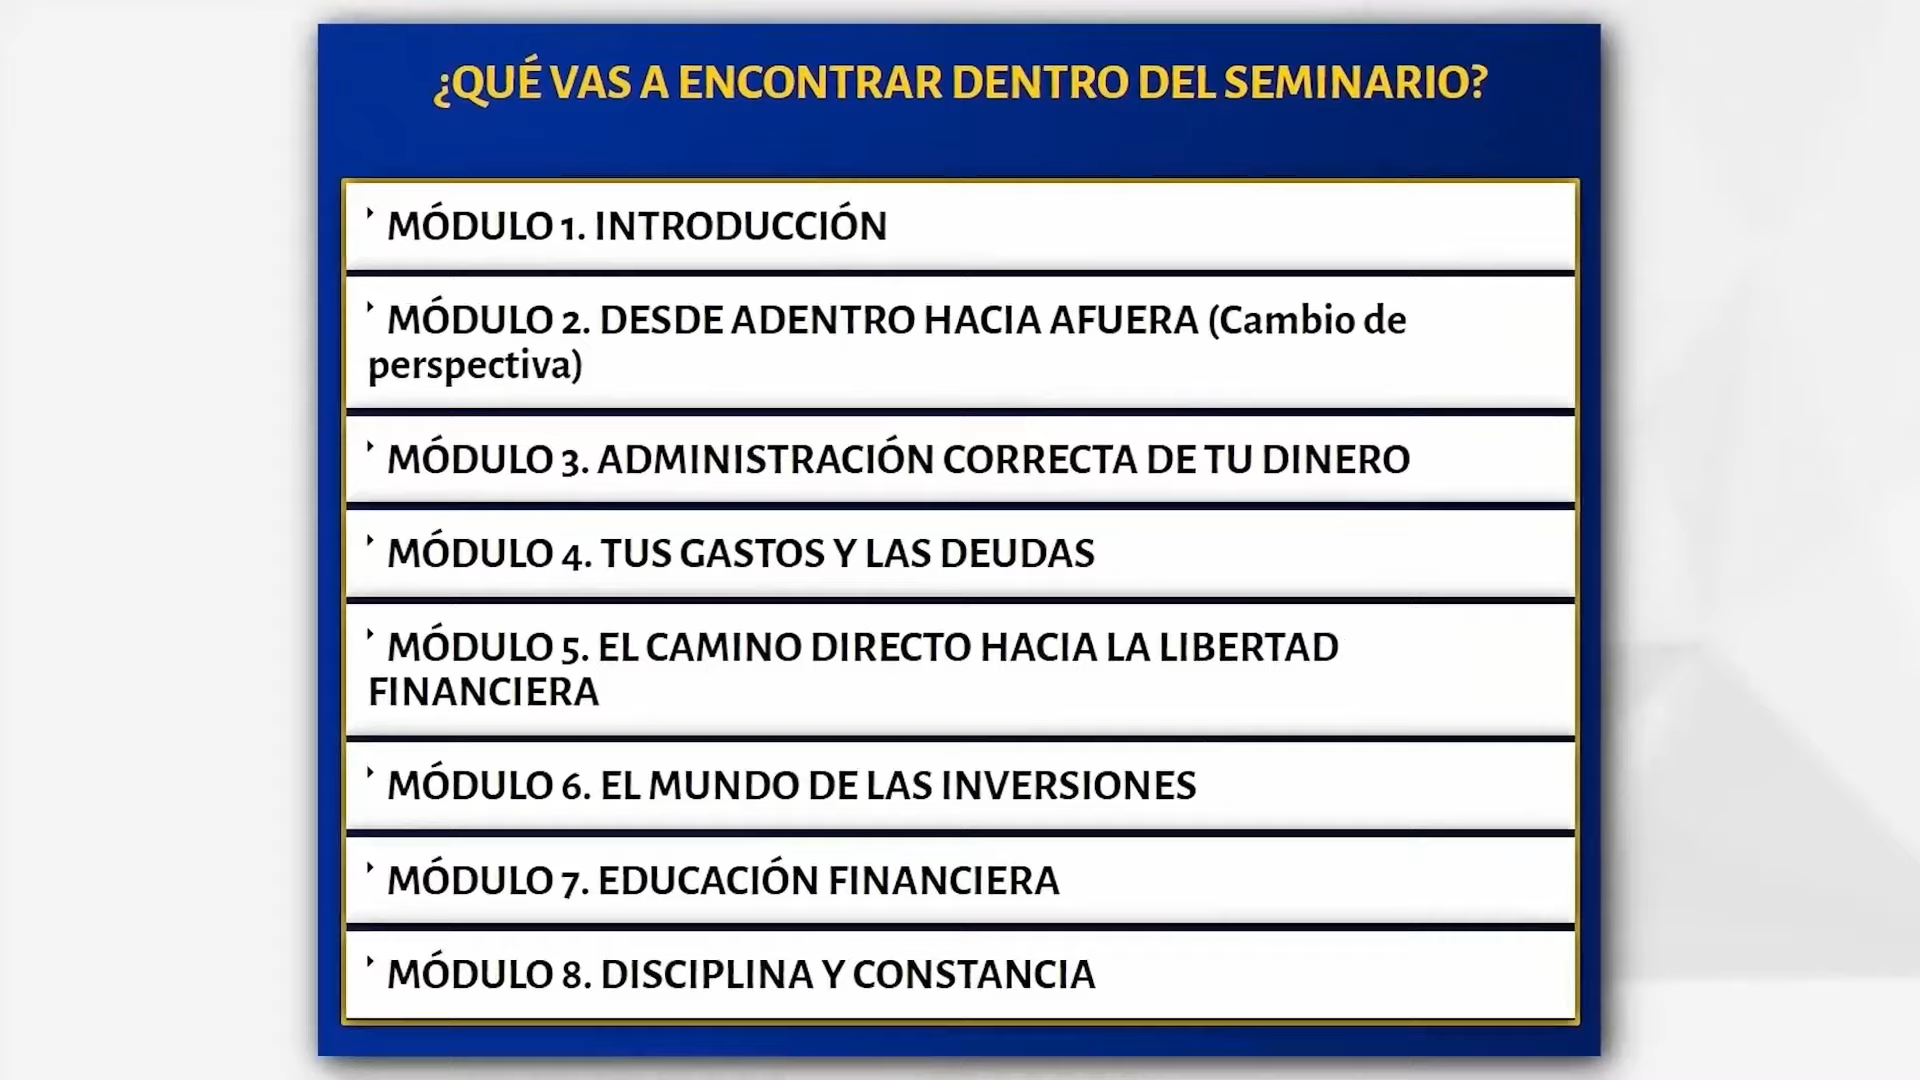 ¿QUÉ VAS A ENCONTRAR DENTRO DEL SEMINARIO?
MÓDULO 1. INTRODUCCIÓN
MÓDULO 2. DESDE ADENTRO HACIA AFUERA (Cambio de
perspectiva)
MÓDULO 3. ADMINISTRACIÓN CORRECTA DE TU DINERO
MÓDULO 4. TUS GASTOS Y LAS DEUDAS
MÓDULO 5. EL CAMINO DIRECTO HACIA LA LIBERTAD
FINANCIERA
MÓDULO 6. EL MUNDO DE LAS INVERSIONES
MÓDULO 7. EDUCACIÓN FINANCIERA
MÓDULO 8. DISCIPLINA Y CONSTANCIA